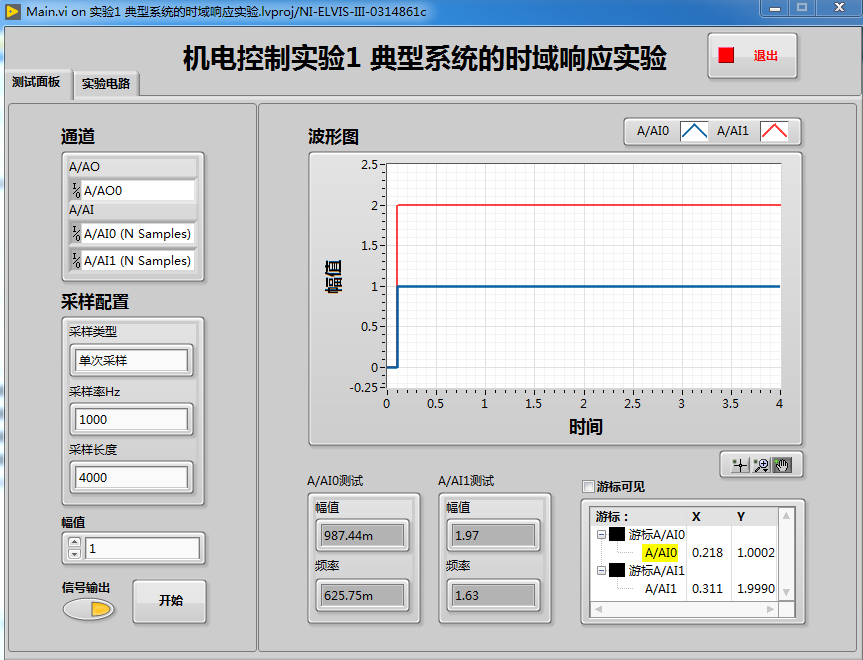 Main.vi on 实验1 典型系统的时域响应实验.lvproj/NI-ELVIS-III-0314861c
机电控制实验1 典型系统的时域响应实验
退出
测试面板
实验电路
通道
A/AO
A/AO0
A/AI
A/AI0 (N Samples)
A/AI1 (N Samples)
采样配置
采样类型
单次采样
采样率Hz
1000
采样长度
4000
幅值
1
信号输出
开始
波形图
A/AI0
A/AI1
幅值
2.5
2
1.5
1
0.5
0
-0.25
0 0.5 1 1.5 2 2.5 3 3.5 4
时间
A/AI0测试
幅值
987.44m
频率
625.75m
A/AI1测试
幅值
1.97
频率
1.63
游标可见
游标： X Y
游标A/AI0
A/AI0 0.218 1.0002
游标A/AI1
A/AI1 0.311 1.9990